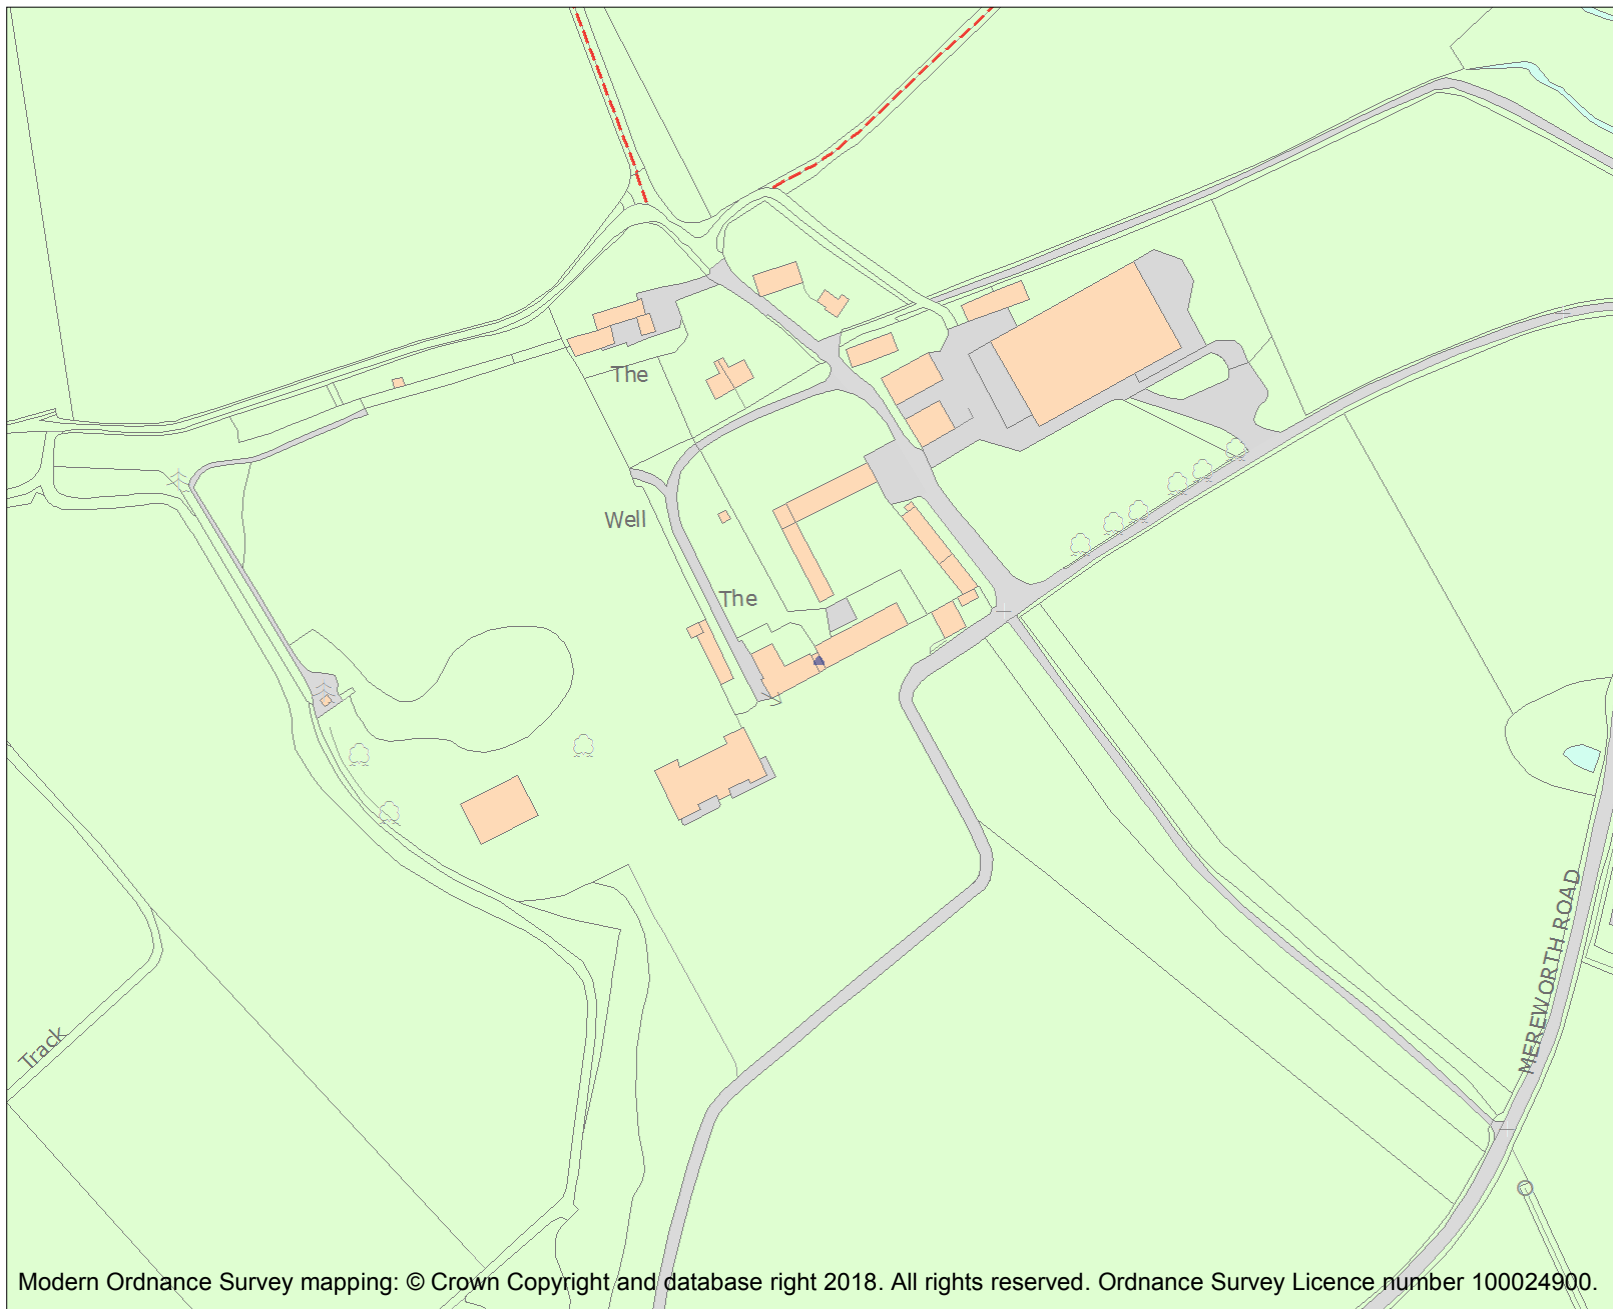 The
Well
The
MEREWORTH ROAD
Track
Modern Ordnance Survey mapping: © Crown Copyright and database right 2018. All rights reserved. Ordnance Survey Licence number 100024900.